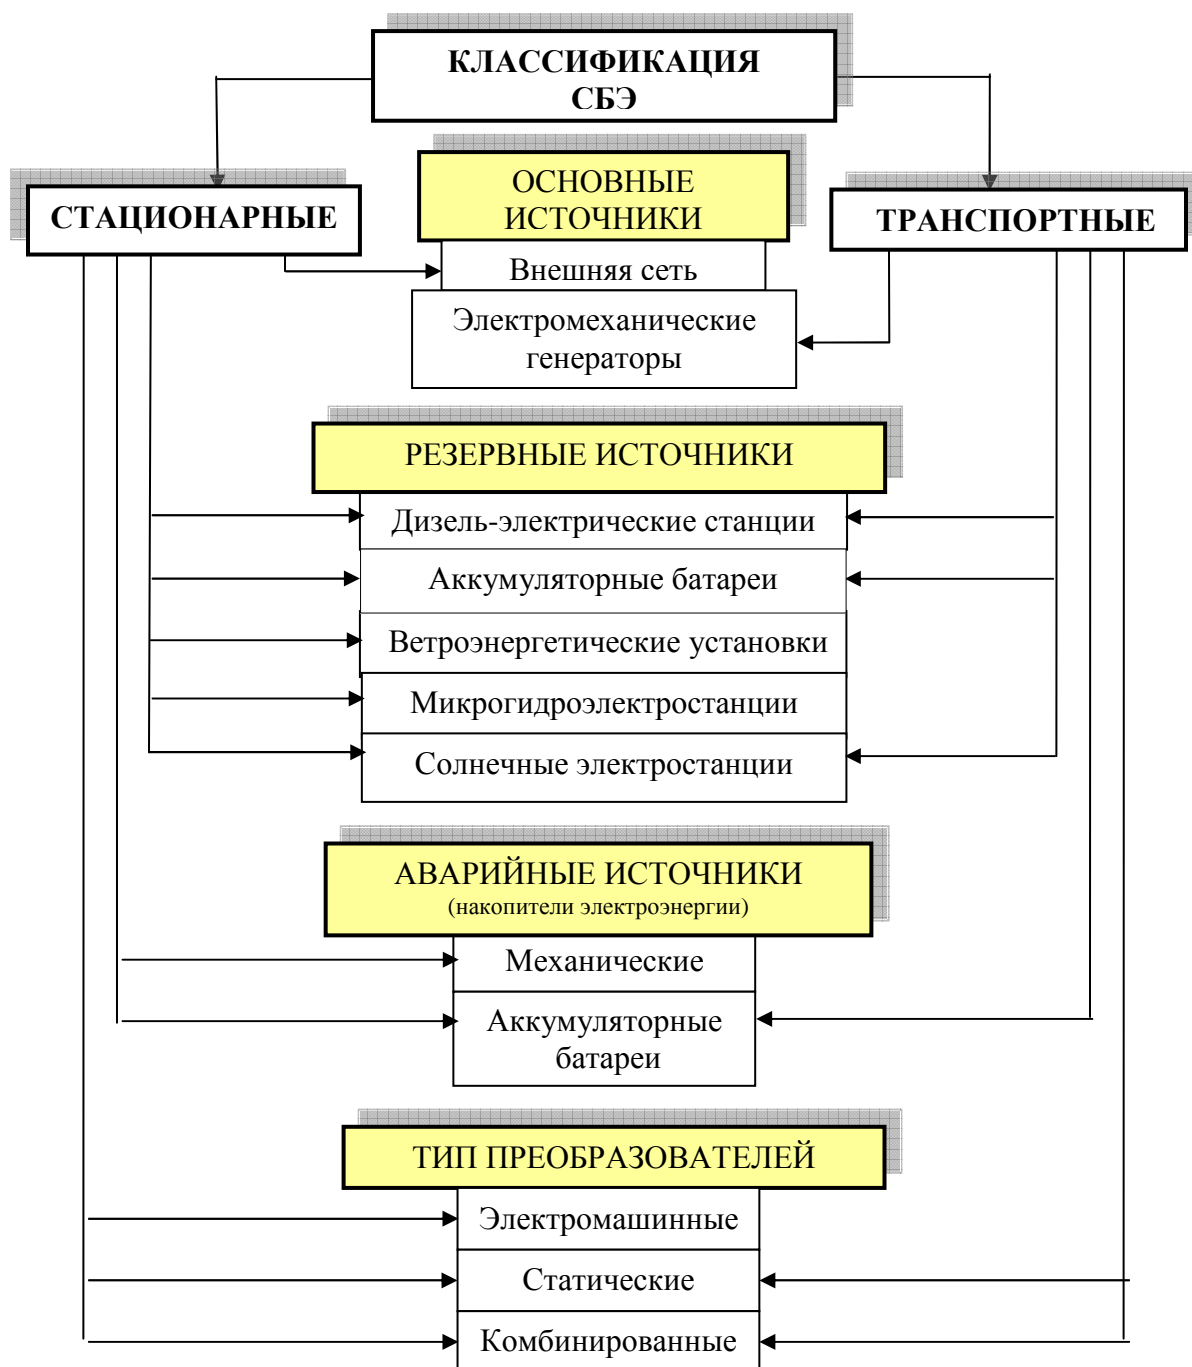 КЛАССИФИКАЦИЯ
СБЭ
ОСНОВНЫЕ
ИСТОЧНИКИ
СТАЦИОНАРНЫЕ
ТРАНСПОРТНЫЕ
Внешняя сеть
Электромеханические
генераторы
РЕЗЕРВНЫЕ ИСТОЧНИКИ
Дизель-электрические станции
Аккумуляторные батареи
Ветроэнергетические установки
Микрогидроэлектростанции
Солнечные электростанции
АВАРИЙНЫЕ ИСТОЧНИКИ
(накопители электроэнергии)
Механические
Аккумуляторные
батареи
ТИП ПРЕОБРАЗОВАТЕЛЕЙ
Электромашинные
Статические
Комбинированные